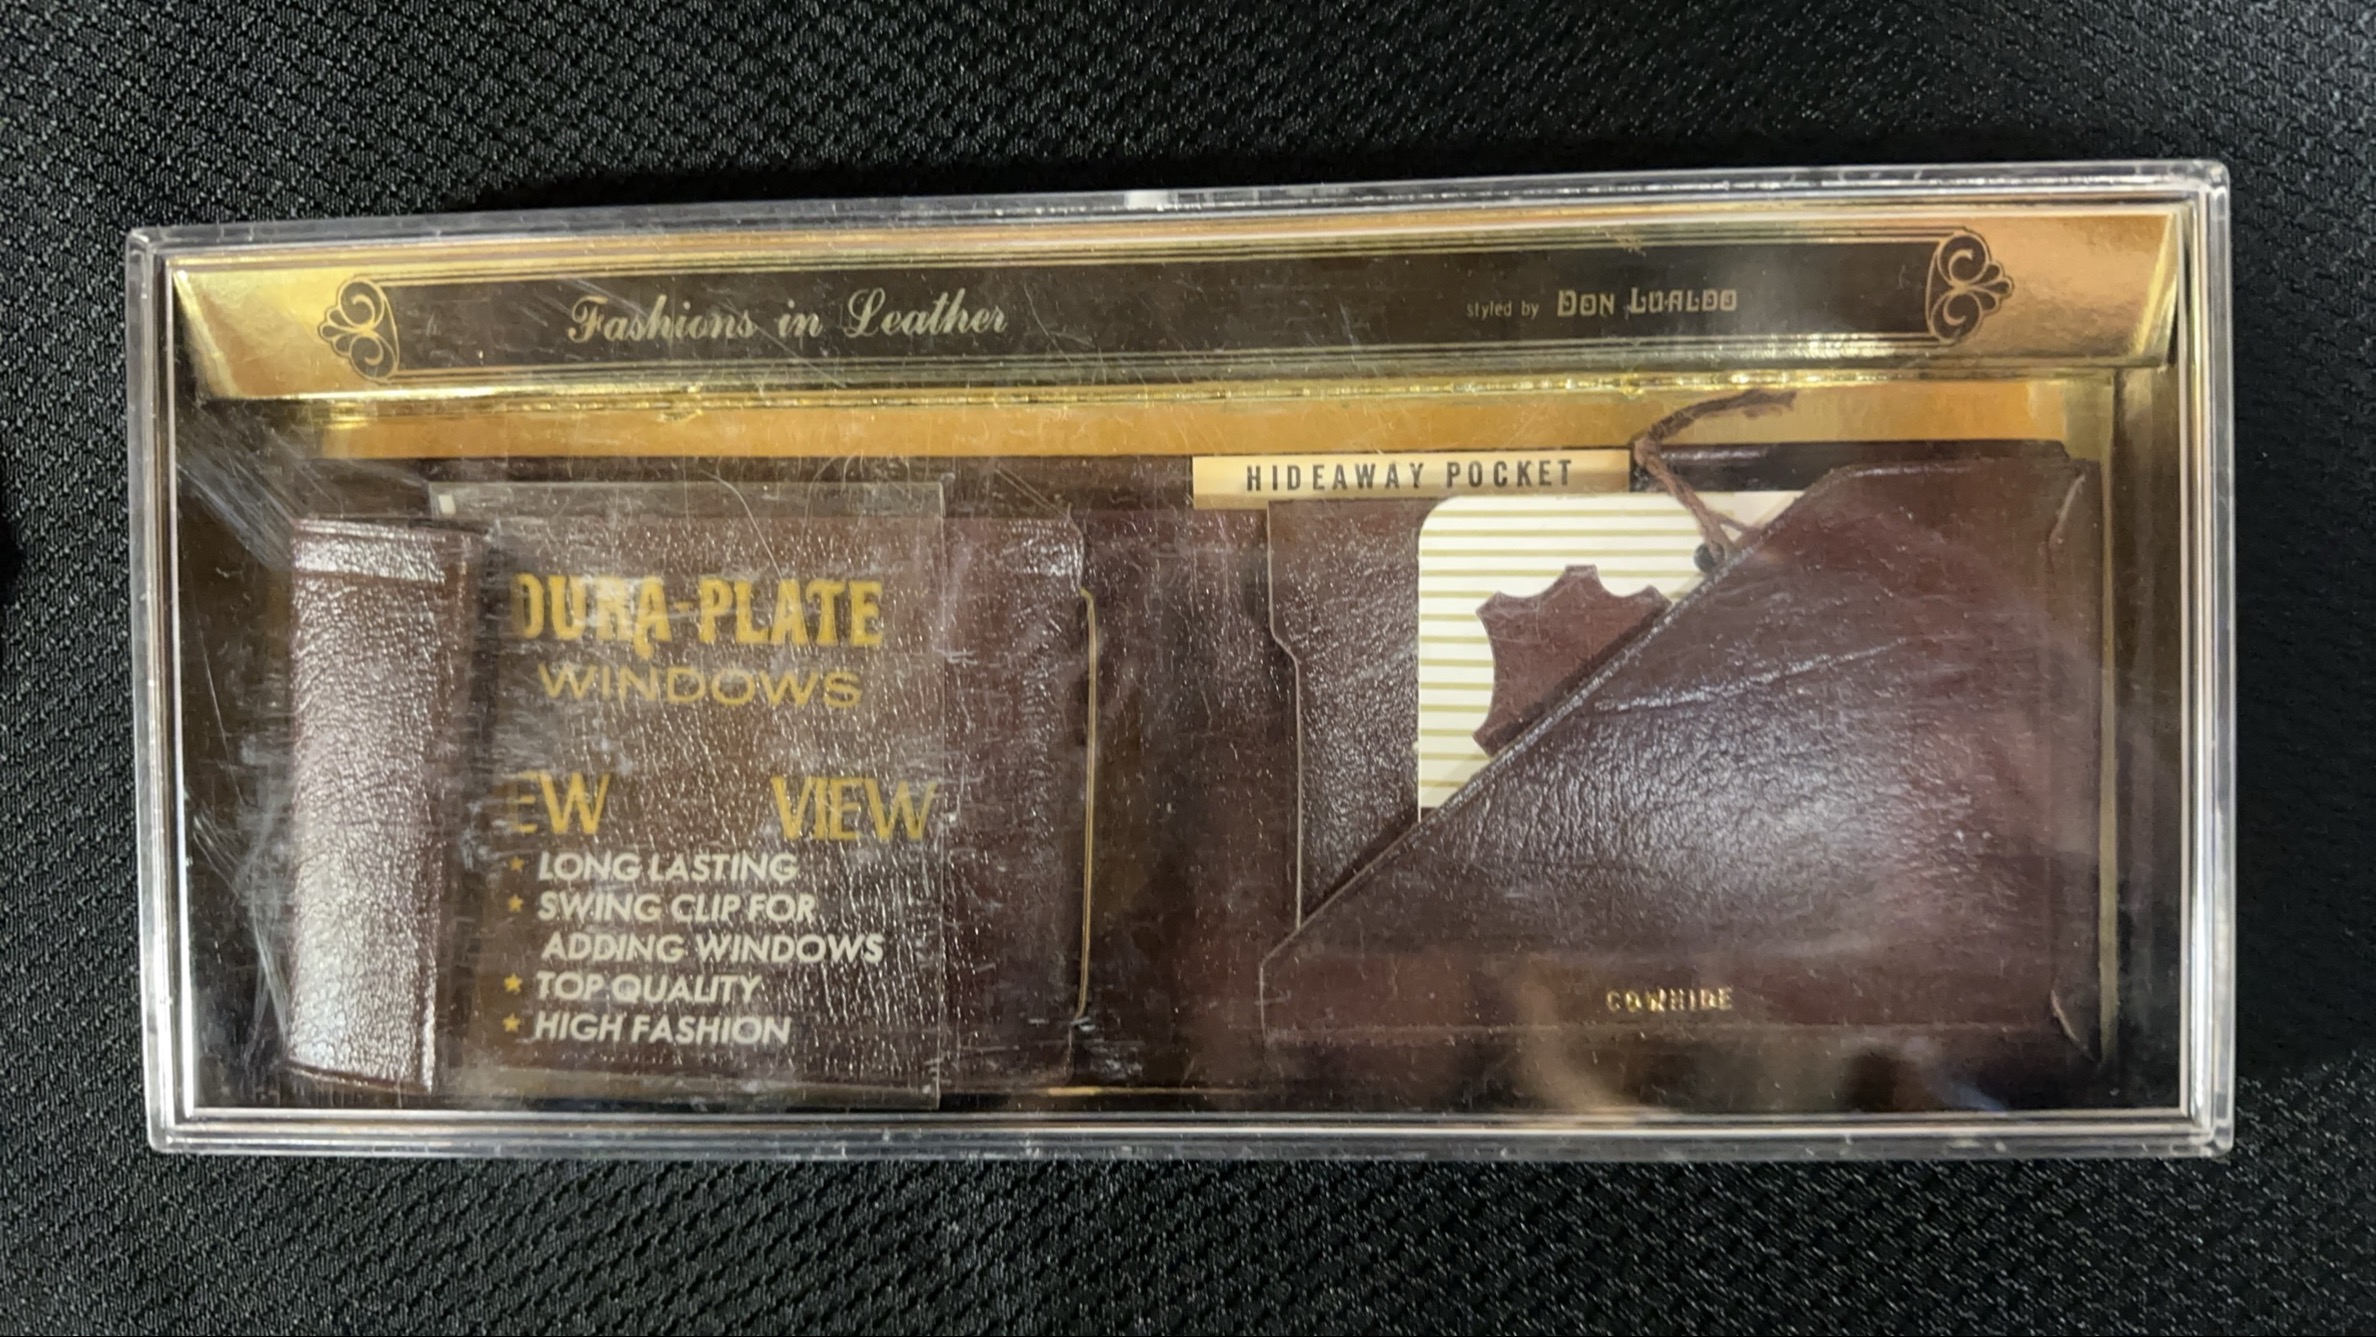 Fashions in Leather
styled by DON LUALDO
HIDEAWAY POCKET
DURA-PLATE
WINDOWS
EW VIEW
★ LONG LASTING
★ SWING CLIP FOR
ADDING WINDOWS
★ TOP QUALITY
★ HIGH FASHION
COWHIDE